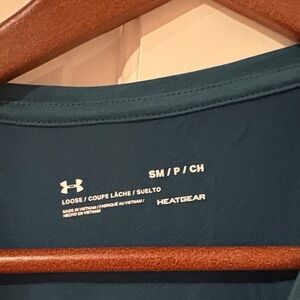 SM / P / CH
LOOSE / COUPE LÂCHE / SUELTO
MADE IN VIETNAM / FABRIQUÉ AU VIETNAM /
HECHO EN VIETNAM
HEATGEAR